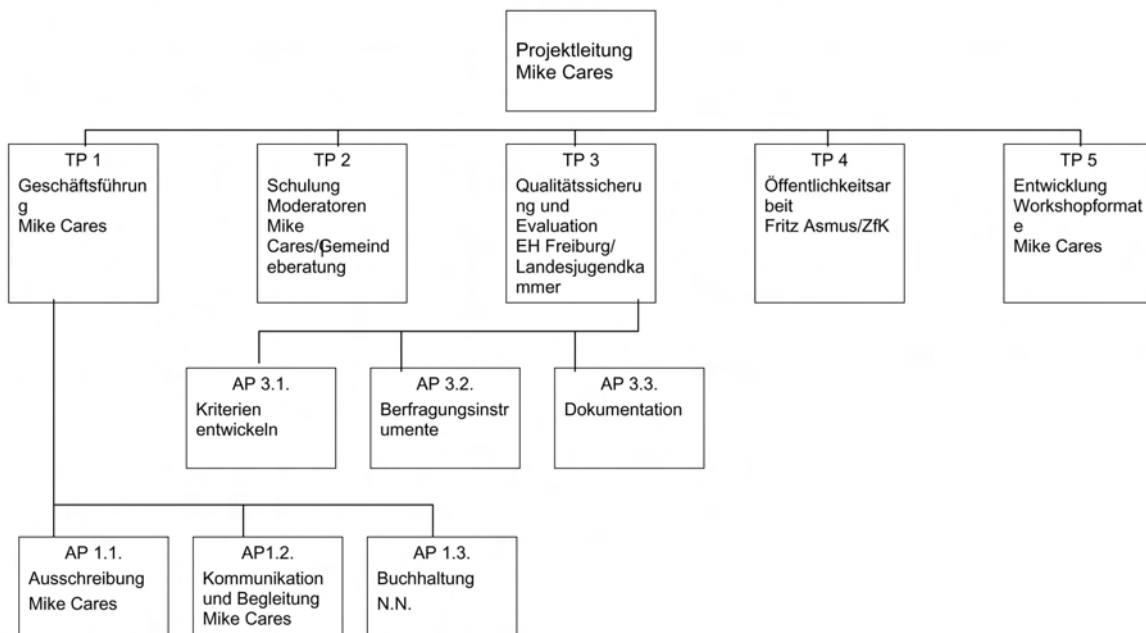 Projektleitung
Mike Cares
TP 1
Geschäftsführun
g
Mike Cares
TP 2
Schulung
Moderatoren
Mike
Cares/Gemeind
eberatung
TP 3
Qualitätssicheru
ng und
Evaluation
EH Freiburg/
Landesjugendka
mmer
TP 4
Öffentlichkeitsar
beit
Fritz Asmus/ZfK
TP 5
Entwicklung
Workshopformat
e
Mike Cares
AP 3.1.
Kriterien
entwickeln
AP 3.2.
Berfragungsinstr
umente
AP 3.3.
Dokumentation
AP 1.1.
Ausschreibung
Mike Cares
AP1.2.
Kommunikation
und Begleitung
Mike Cares
AP 1.3.
Buchhaltung
N.N.